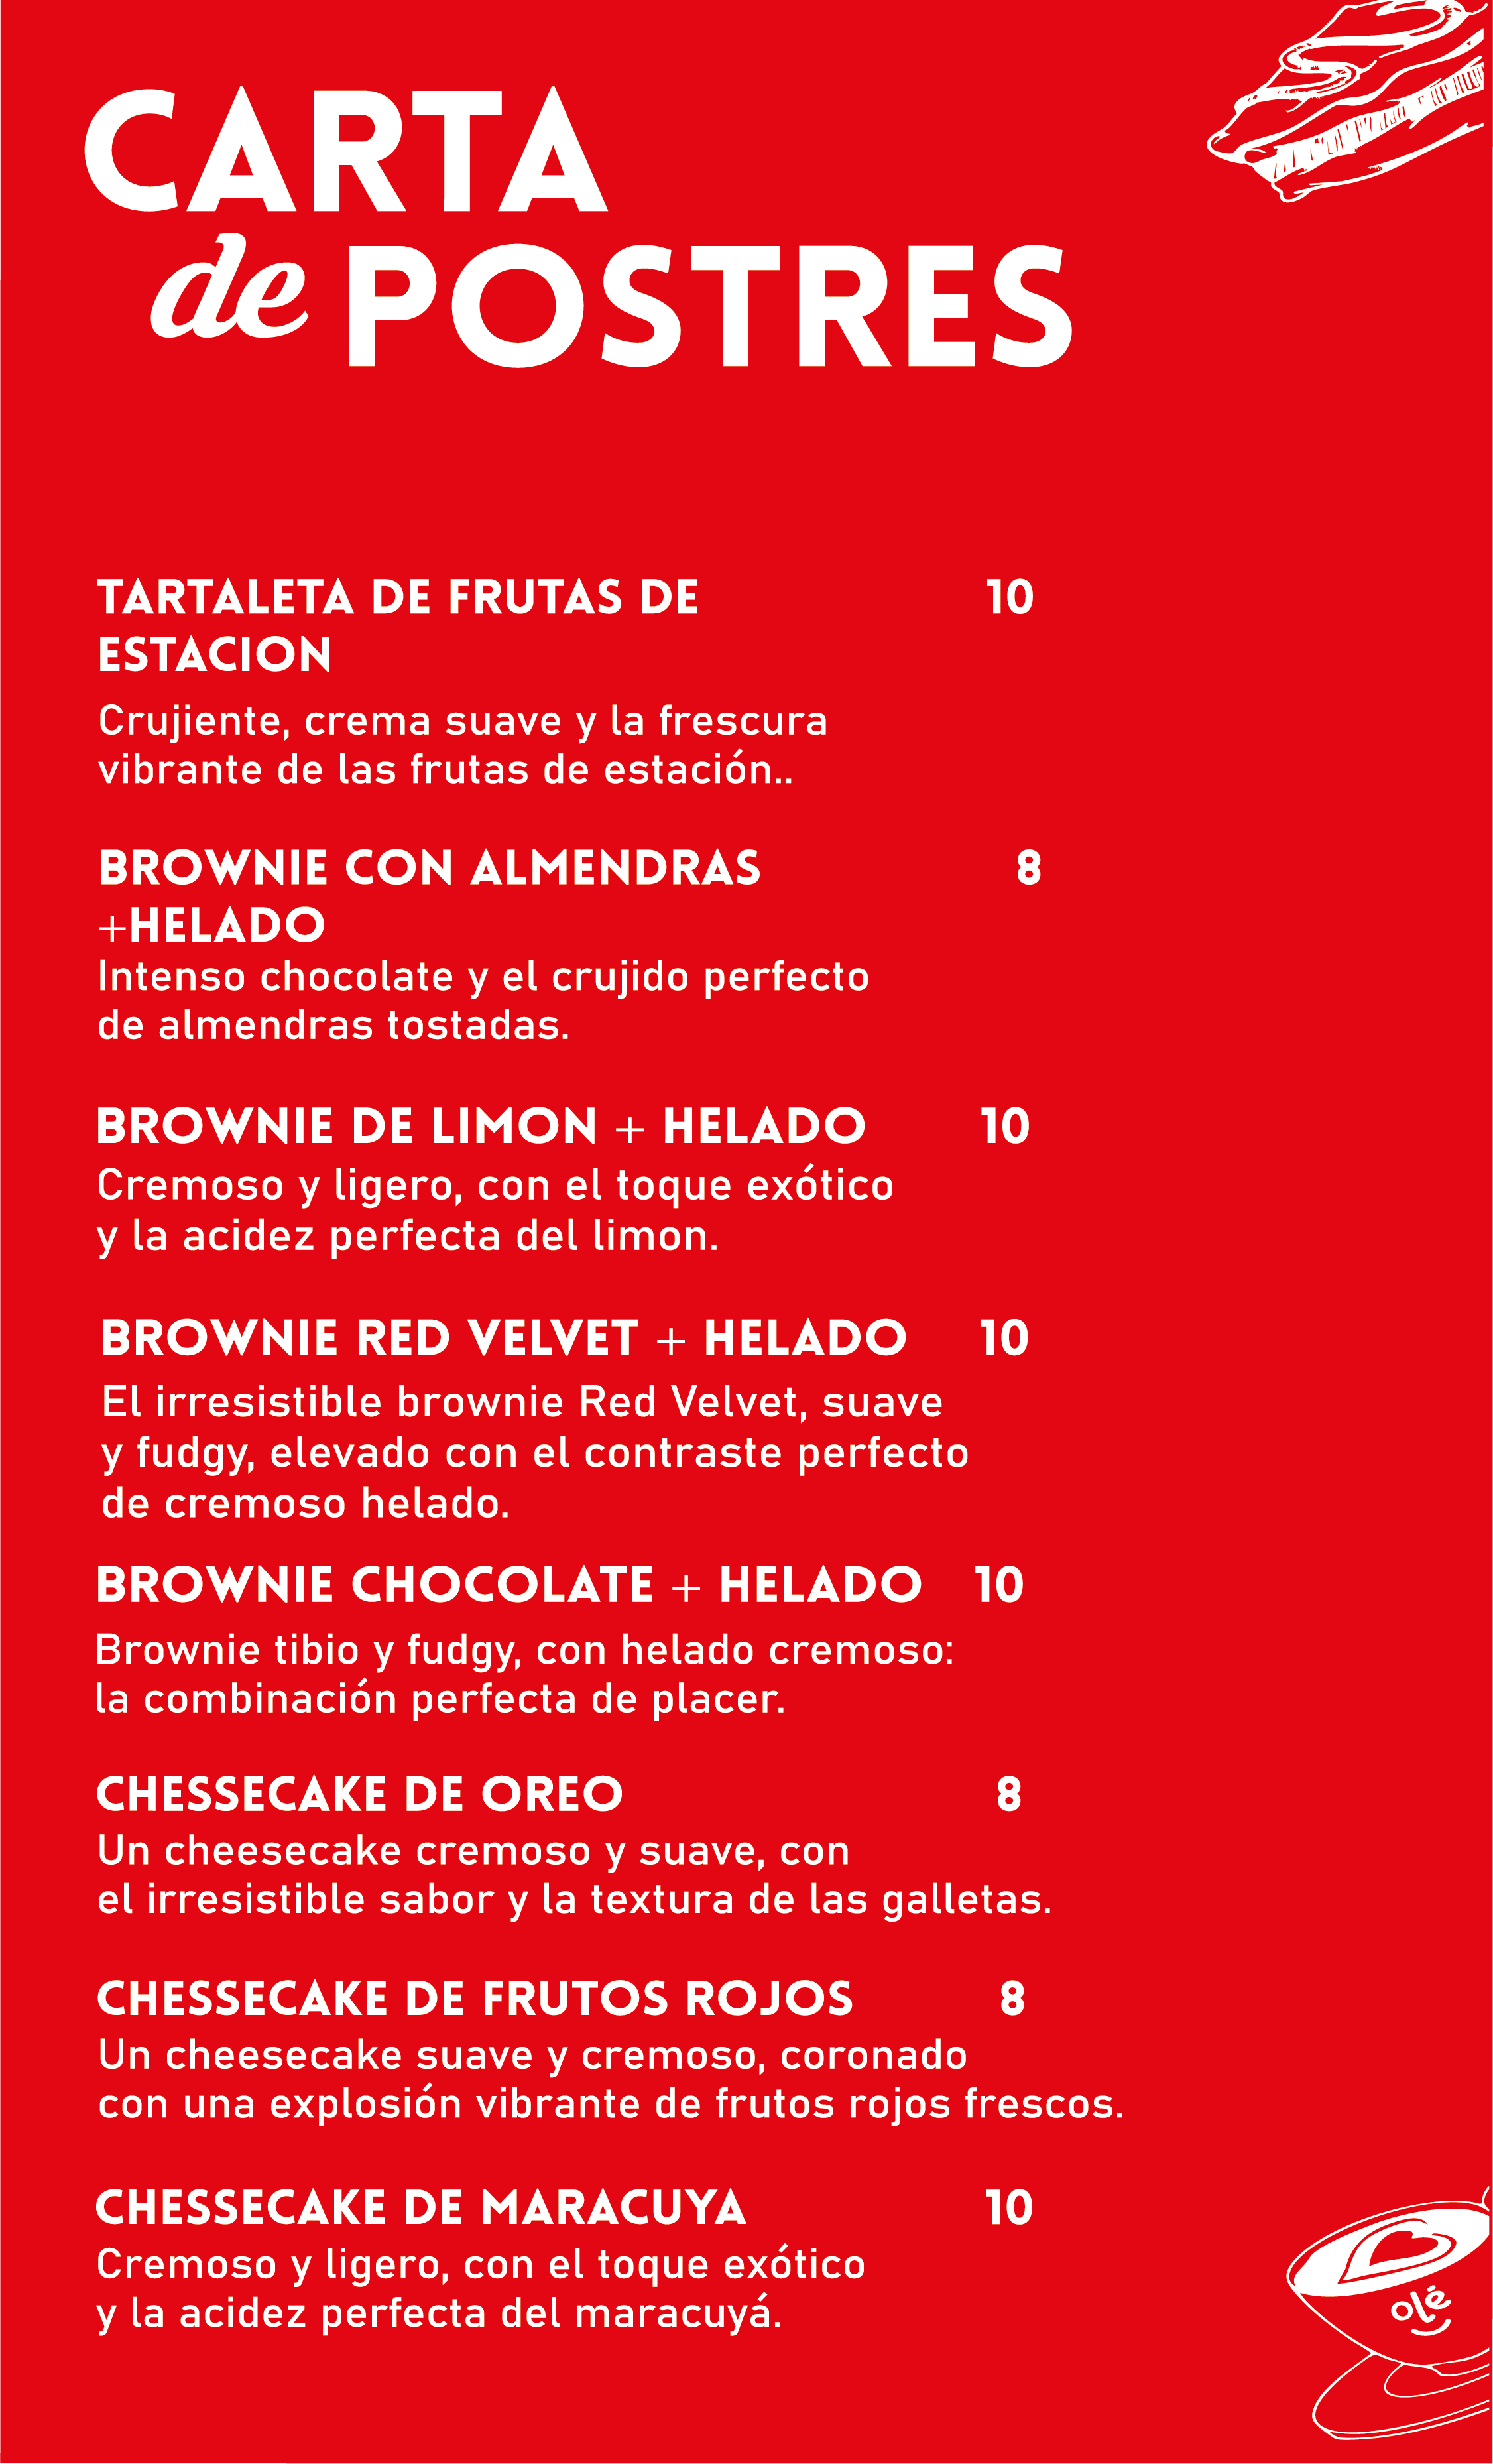 CARTA
de POSTRES
TARTALETA DE FRUTAS DE 10
ESTACION
Crujiente, crema suave y la frescura
vibrante de las frutas de estación..
BROWNIE CON ALMENDRAS 8
+HELADO
Intenso chocolate y el crujido perfecto
de almendras tostadas.
BROWNIE DE LIMON + HELADO 10
Cremoso y ligero, con el toque exótico
y la acidez perfecta del limon.
BROWNIE RED VELVET + HELADO 10
El irresistible brownie Red Velvet, suave
y fudgy, elevado con el contraste perfecto
de cremoso helado.
BROWNIE CHOCOLATE + HELADO 10
Brownie tibio y fudgy, con helado cremoso:
la combinación perfecta de placer.
CHESSECAKE DE OREO 8
Un cheesecake cremoso y suave, con
el irresistible sabor y la textura de las galletas.
CHESSECAKE DE FRUTOS ROJOS 8
Un cheesecake suave y cremoso, coronado
con una explosión vibrante de frutos rojos frescos.
CHESSECAKE DE MARACUYA 10
Cremoso y ligero, con el toque exótico
y la acidez perfecta del maracuyá.
olé